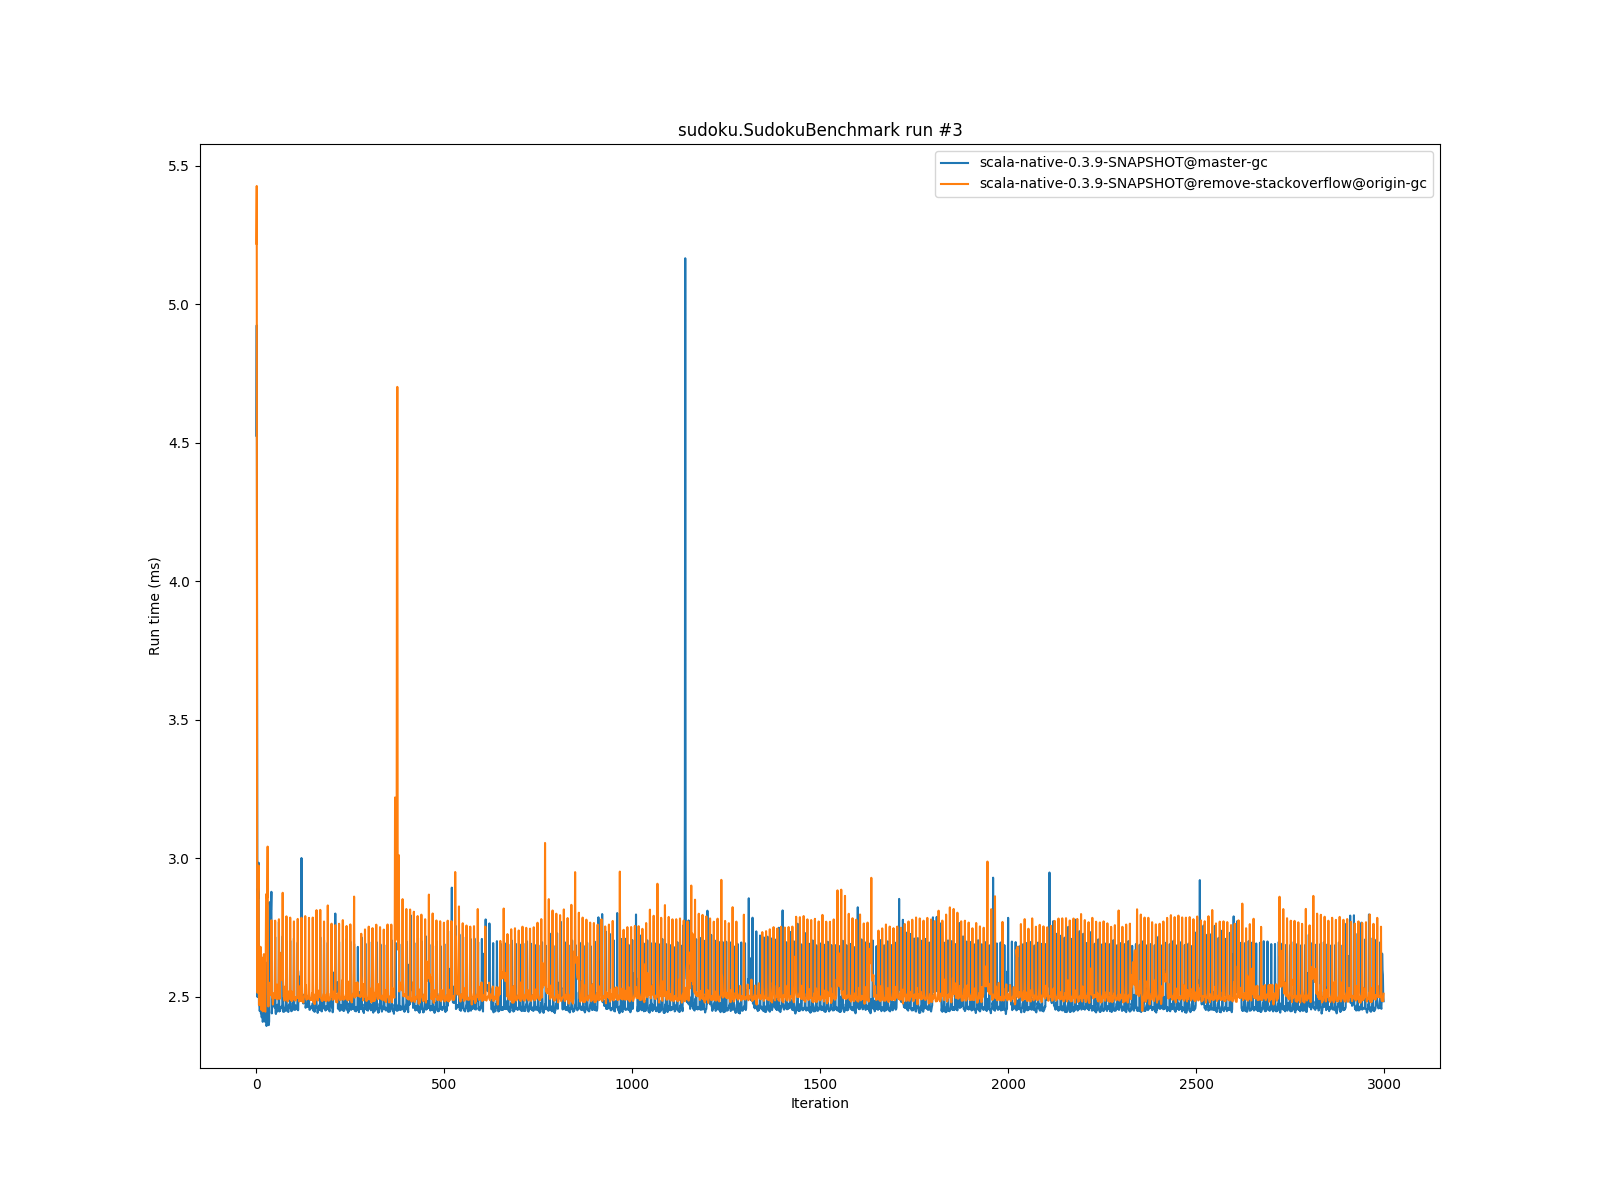 sudoku.SudokuBenchmark run #3
scala-native-0.3.9-SNAPSHOT@master-gc
scala-native-0.3.9-SNAPSHOT@remove-stackoverflow@origin-gc
5.5
5.0
4.5
4.0
3.5
3.0
2.5
Run time (ms)
0 500 1000 1500 2000 2500 3000
Iteration